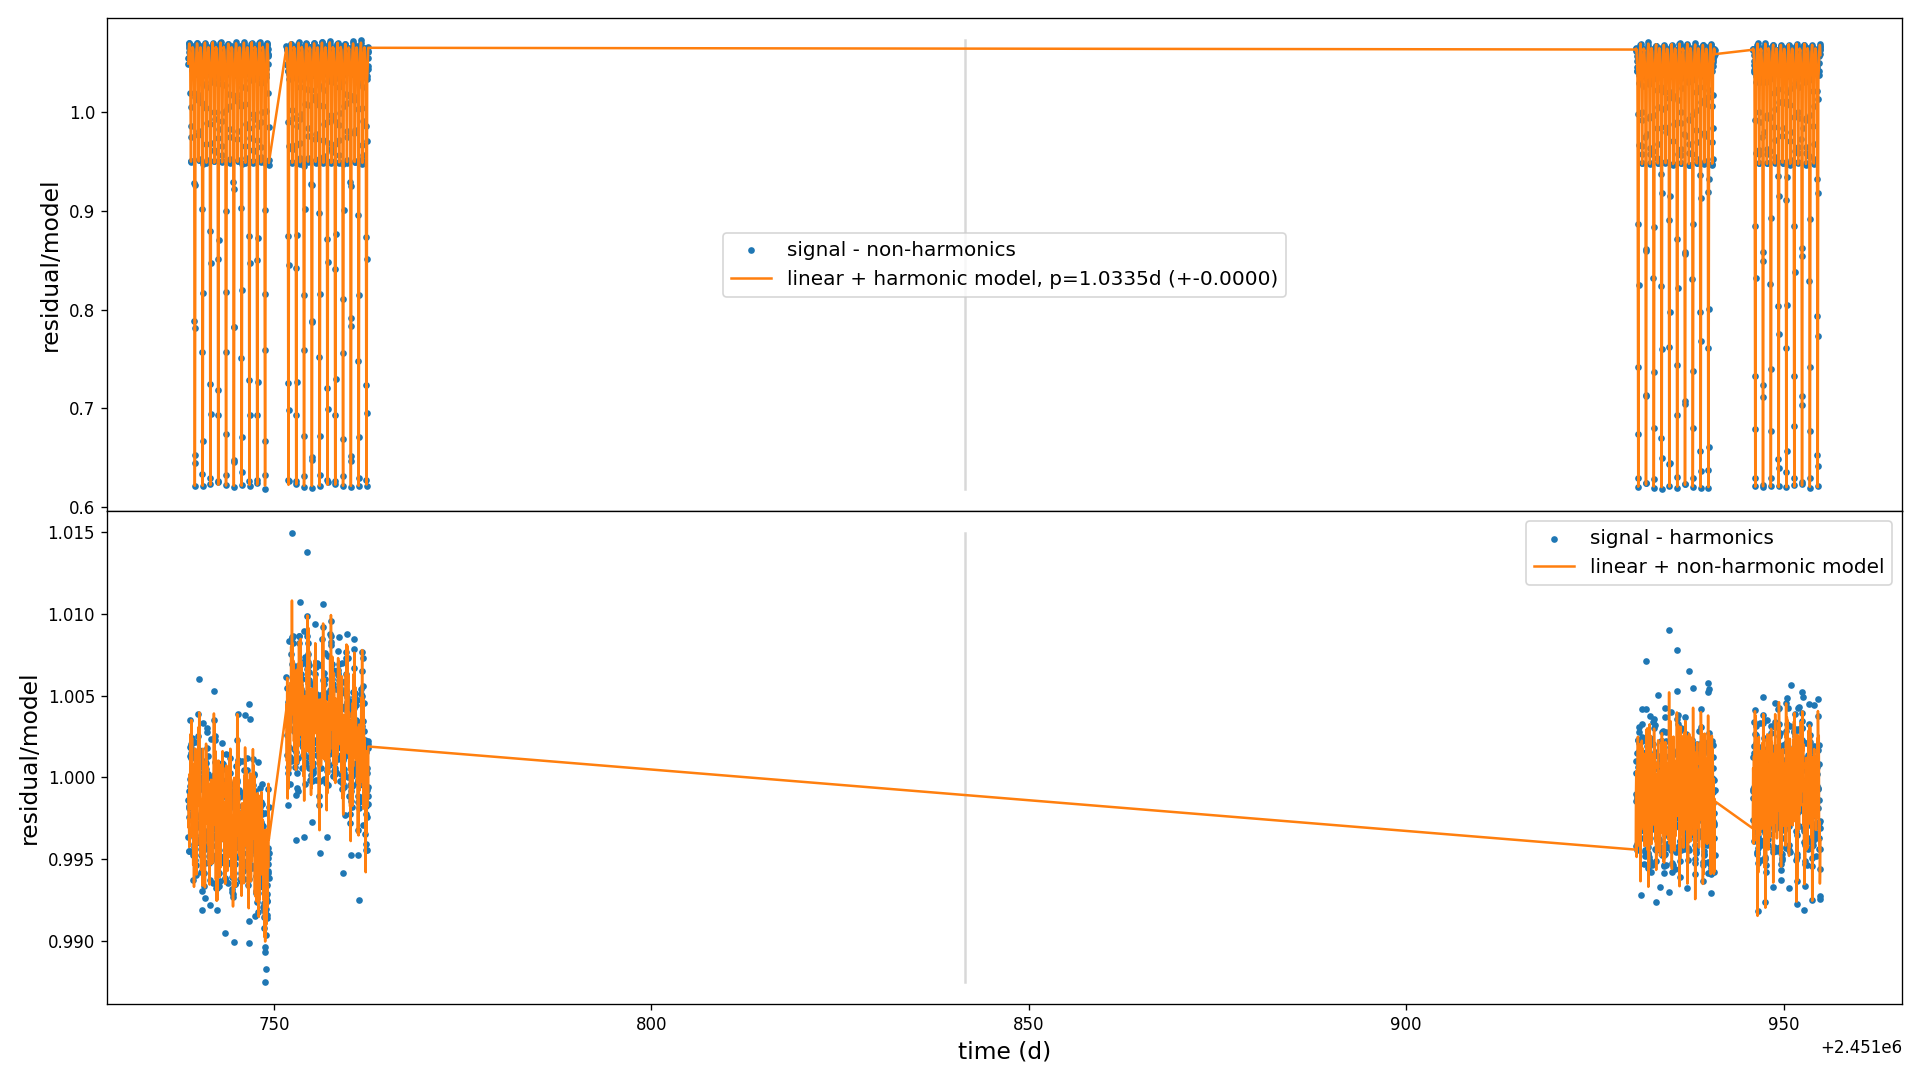 1.0
0.9
0.8
0.7
0.6
residual/model
signal - non-harmonics
linear + harmonic model, p=1.0335d (+-0.0000)
1.015
1.010
1.005
1.000
0.995
0.990
residual/model
signal - harmonics
linear + non-harmonic model
750
800
850
900
950
time (d)
+2.451e6